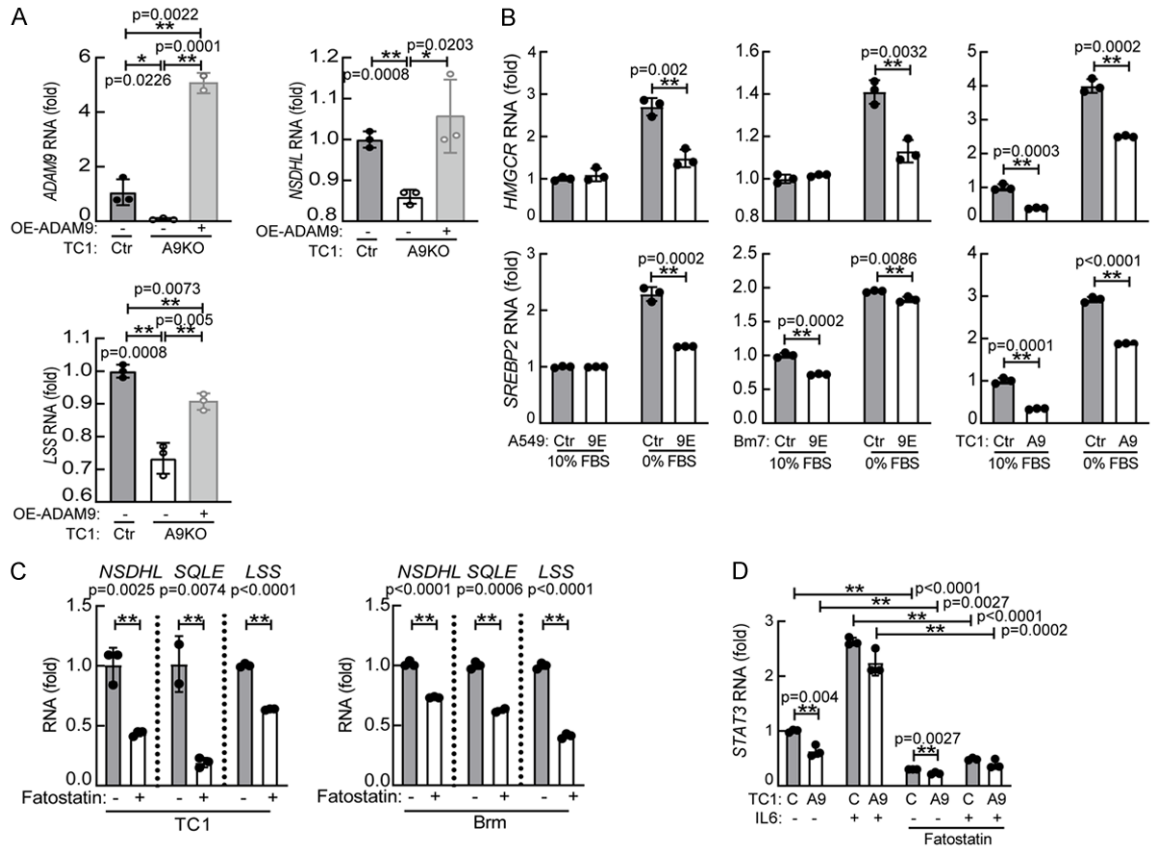 A
p=0.0022
**
p=0.0001
* **
p=0.0226
ADAM9 RNA (fold)
6
4
2
0
OE-ADAM9: - - +
TC1: Ctr A9KO
p=0.0203
** *
p=0.0008
NSDHL RNA (fold)
1.2
1.1
1.0
0.9
0.8
OE-ADAM9: - - +
TC1: Ctr A9KO
p=0.0073
**
p=0.005
** **
p=0.0008
LSS RNA (fold)
1.0
0.9
0.8
0.7
0.6
OE-ADAM9: - - +
TC1: Ctr A9KO
B
HMGCR RNA (fold)
4
3
2
1
0
p=0.002
**
1.6
1.4
1.2
1.0
p=0.0032
**
5
4
3
2
1
0
p=0.0003
**
p=0.0002
**
SREBP2 RNA (fold)
3
2
1
0
p=0.0002
**
A549: Ctr 9E Ctr 9E
10% FBS 0% FBS
2.5
2.0
1.5
1.0
0.5
0.0
p=0.0002
**
p=0.0086
**
Bm7: Ctr 9E Ctr 9E
10% FBS 0% FBS
4
3
2
1
0
p=0.0001
**
p<0.0001
**
TC1: Ctr A9 Ctr A9
10% FBS 0% FBS
C
NSDHL SQLE LSS
p=0.0025 p=0.0074 p<0.0001
** ** **
RNA (fold)
1.5
1.0
0.5
0.0
Fatostatin: - + - + - +
TC1
NSDHL SQLE LSS
p<0.0001 p=0.0006 p<0.0001
** ** **
RNA (fold)
1.5
1.0
0.5
0.0
Fatostatin: - + - + - +
Brm
D
** p<0.0001
** p=0.0027
** p<0.0001
** p=0.0002
STAT3 RNA (fold)
3
2
1
0
p=0.004
**
p=0.0027
**
TC1: C A9 C A9 C A9 C A9
IL6: - - + + - - + +
Fatostatin